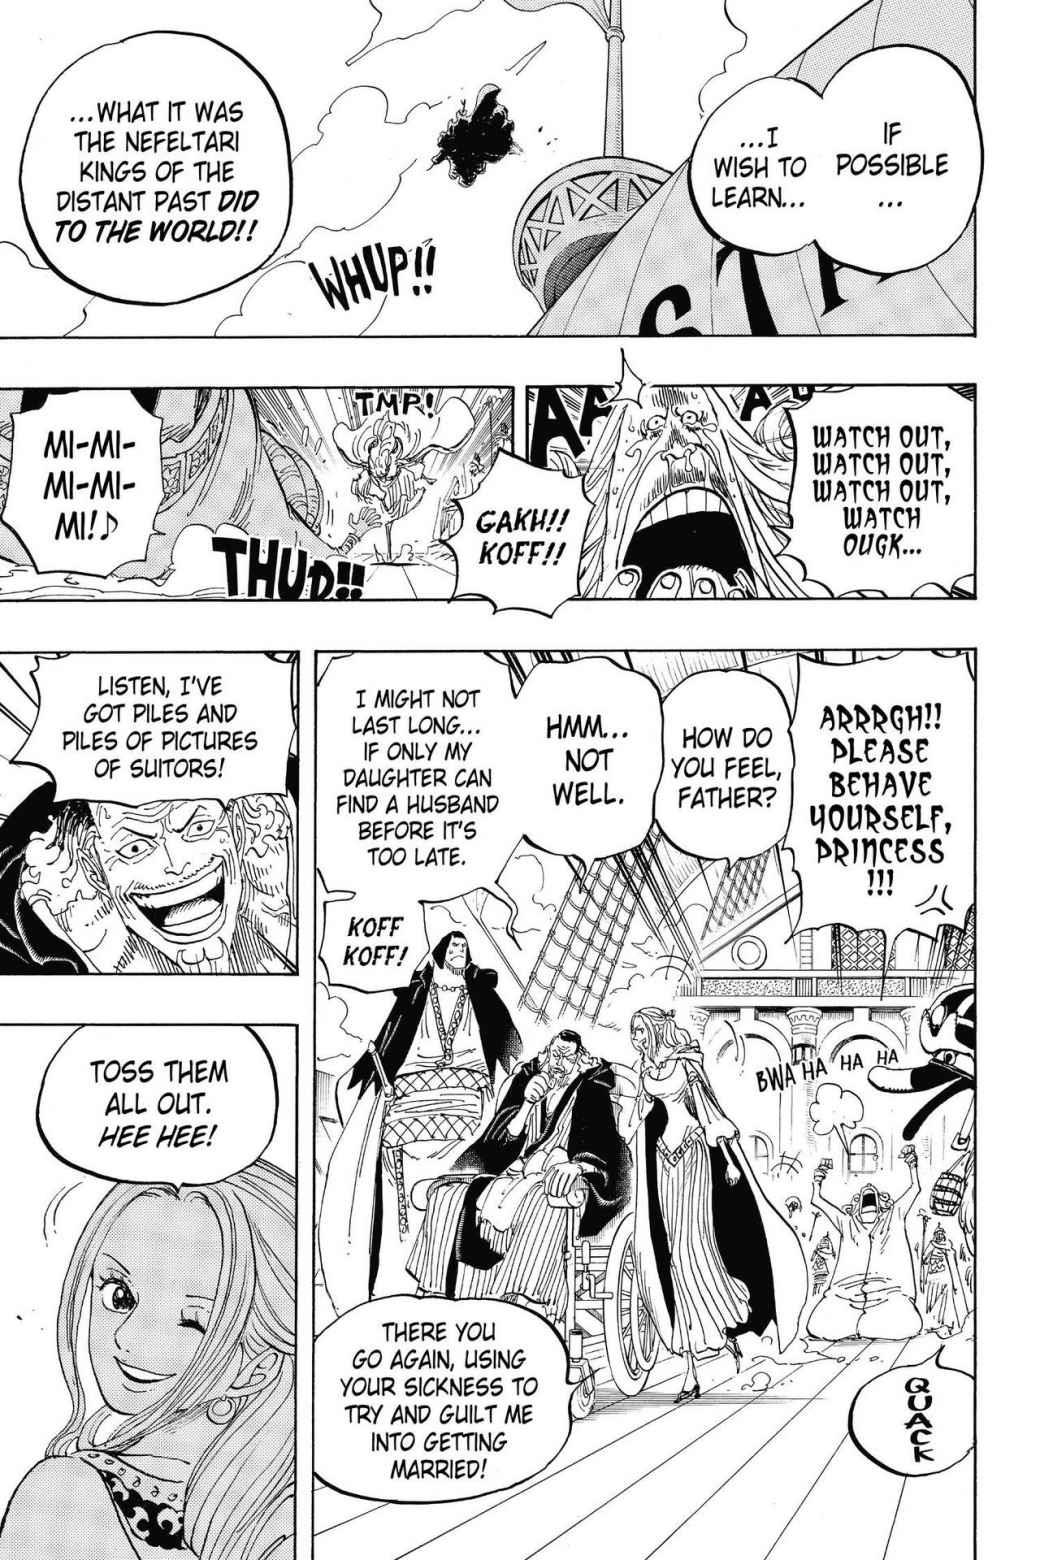 IF
POSSIBLE
...
...I
WISH TO
LEARN...
...WHAT IT WAS
THE NEFELTARI
KINGS OF THE
DISTANT PAST DID
TO THE WORLD!!
WHUP!!
STA
WATCH OUT,
WATCH OUT,
WATCH OUT,
WATCH
OUGK...
AAAU
GAKH!!
KOFF!!
TMP!
MI-MI-
MI-MI-
MI!♪
THUD!!
ARRRGH!!
PLEASE
BEHAVE
YOURSELF,
PRINCESS
!!!
HOW DO
YOU FEEL,
FATHER?
HMM...
NOT
WELL.
I MIGHT NOT
LAST LONG...
IF ONLY MY
DAUGHTER CAN
FIND A HUSBAND
BEFORE IT'S
TOO LATE.
KOFF
KOFF!
BWA HA HA HA
QUACK
THERE YOU
GO AGAIN, USING
YOUR SICKNESS TO
TRY AND GUILT ME
INTO GETTING
MARRIED!
LISTEN, I'VE
GOT PILES AND
PILES OF PICTURES
OF SUITORS!
TOSS THEM
ALL OUT.
HEE HEE!